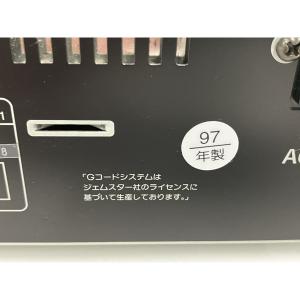 1
8
97
年製
A
「Gコードシステムは
ジェムスター社のライセンスに
基づいて生産しております。」